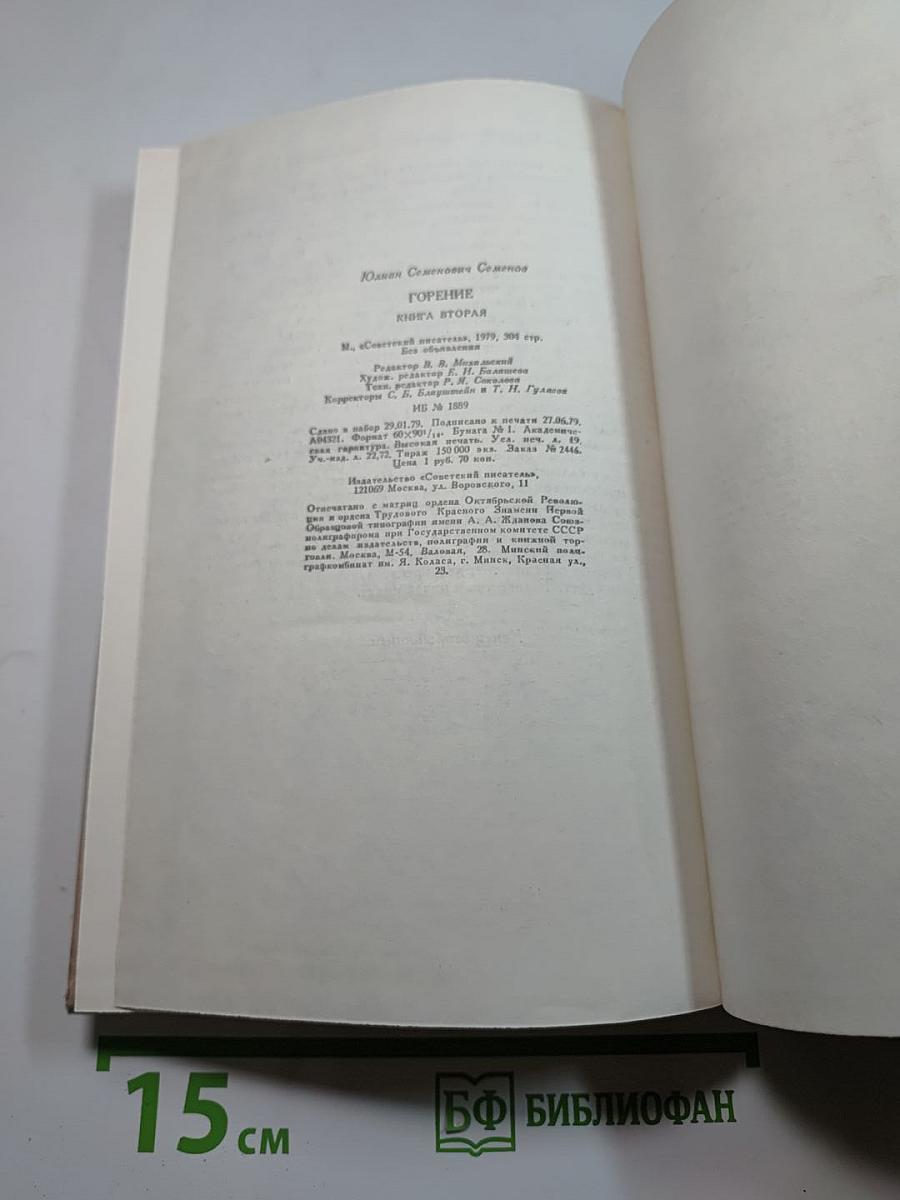 Юлиан Семенович Семенов
ГОРЕНИЕ
КНИГА ВТОРАЯ
М., «Советский писатель», 1979, 304 стр.
Без объявления
Редактор В. В. Михальский
Худож. редактор Е. И. Балашева
Техн. редактор Р. Я. Соколова
Корректоры С. Б. Блауштейн и Т. Н. Гуляева
ИБ № 1889
Сдано в набор 29.01.79. Подписано к печати 27.06.79.
А04321. Формат 60×90¹/₁₆. Бумага № 1. Академиче-
ская гарнитура. Высокая печать. Усл. печ. л. 19.
Уч.-изд. л. 22,72. Тираж 150 000 экз. Заказ № 2446.
Цена 1 руб. 70 коп.
Издательство «Советский писатель»,
121069 Москва, ул. Воровского, 11
Отпечатано с матриц ордена Октябрьской Револю-
ции и ордена Трудового Красного Знамени Первой
Образцовой типографии имени А. А. Жданова Союз-
полиграфпрома при Государственном комитете СССР
по делам издательств, полиграфии и книжной тор-
говли. Москва, М-54, Валовая, 28. Минский поли-
графкомбинат им. Я. Коласа, г. Минск, Красная ул.,
23.
15 см
БФ БИБЛИОФАН